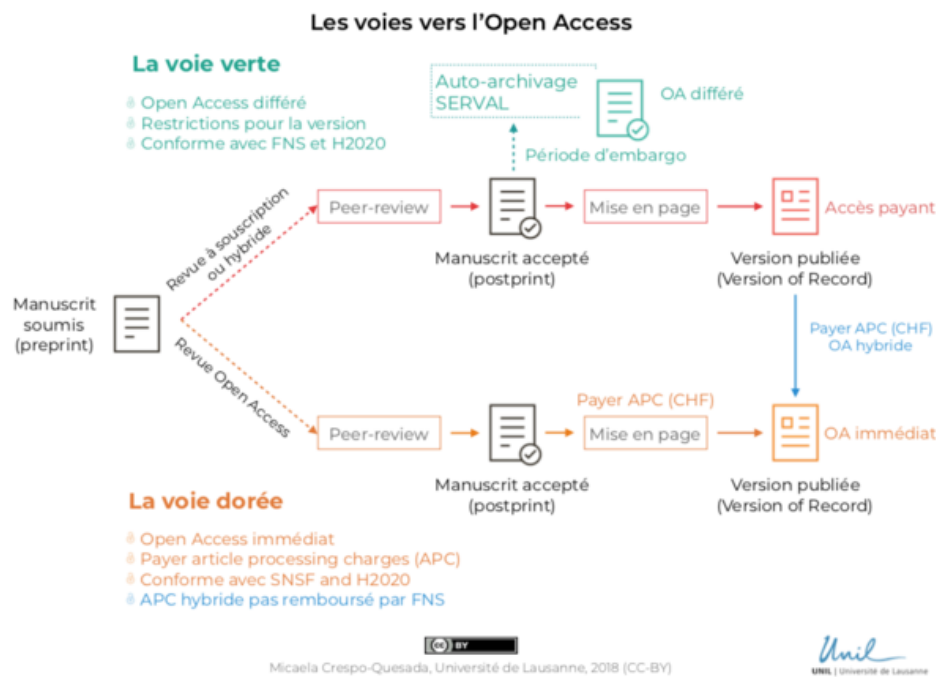 Les voies vers l'Open Access
La voie verte
Open Access différé
Restrictions pour la version
Conforme avec FNS et H2020
Auto-archivage
SERVAL
OA différé
Période d'embargo
Revue à souscription
ou hybride
Peer-review
Mise en page
Accès payant
Manuscrit accepté
(postprint)
Version publiée
(Version of Record)
Manuscrit
soumis
(preprint)
Payer APC (CHF)
OA hybride
Revue Open Access
Payer APC (CHF)
Peer-review
Mise en page
OA immédiat
Manuscrit accepté
(postprint)
Version publiée
(Version of Record)
La voie dorée
Open Access immédiat
Payer article processing charges (APC)
Conforme avec SNSF and H2020
APC hybride pas remboursé par FNS
cc BY
Micaela Crespo-Quesada, Université de Lausanne, 2018 (CC-BY)
Unil
UNIL | Université de Lausanne